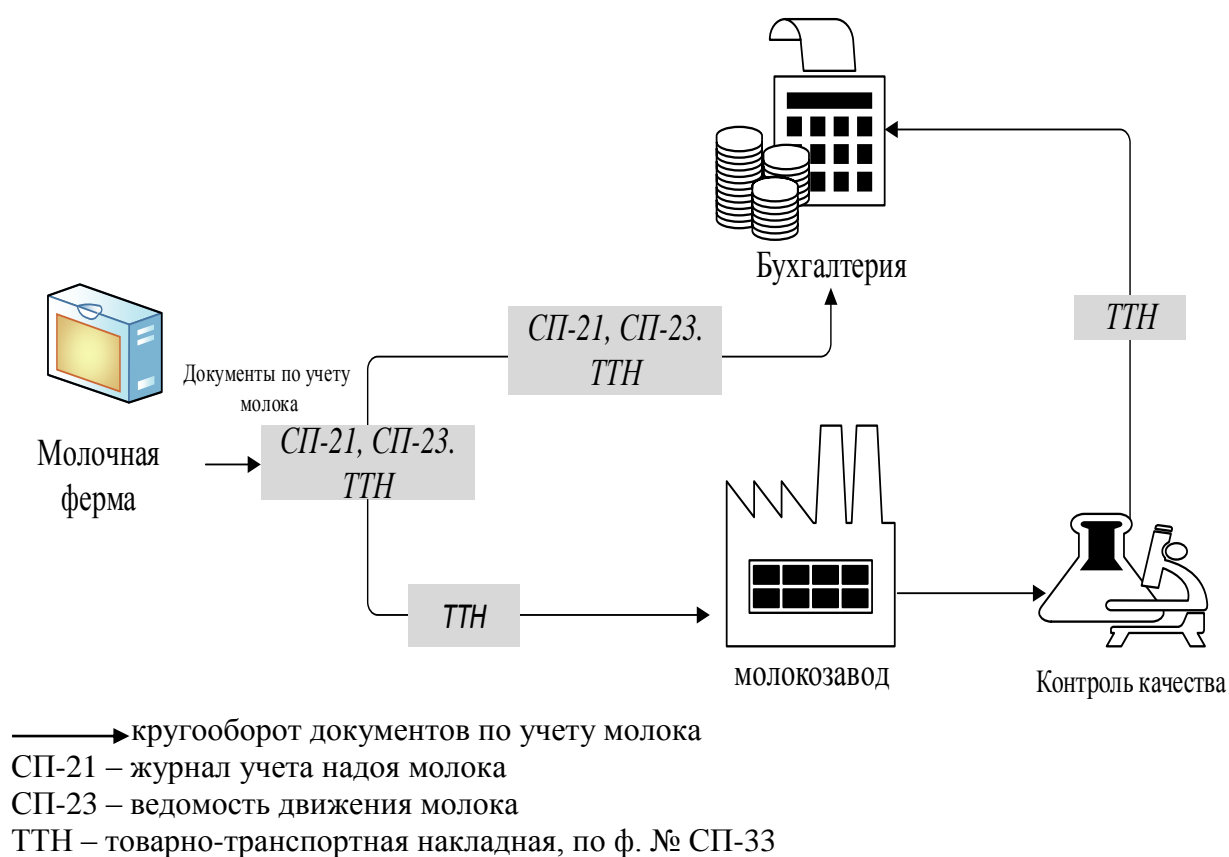 Бухгалтерия
ТТН
СП-21, СП-23.
ТТН
Документы по учету
молока
Молочная
ферма
СП-21, СП-23.
ТТН
ТТН
молокозавод
Контроль качества
кругооборот документов по учету молока
СП-21 – журнал учета надоя молока
СП-23 – ведомость движения молока
ТТН – товарно-транспортная накладная, по ф. № СП-33